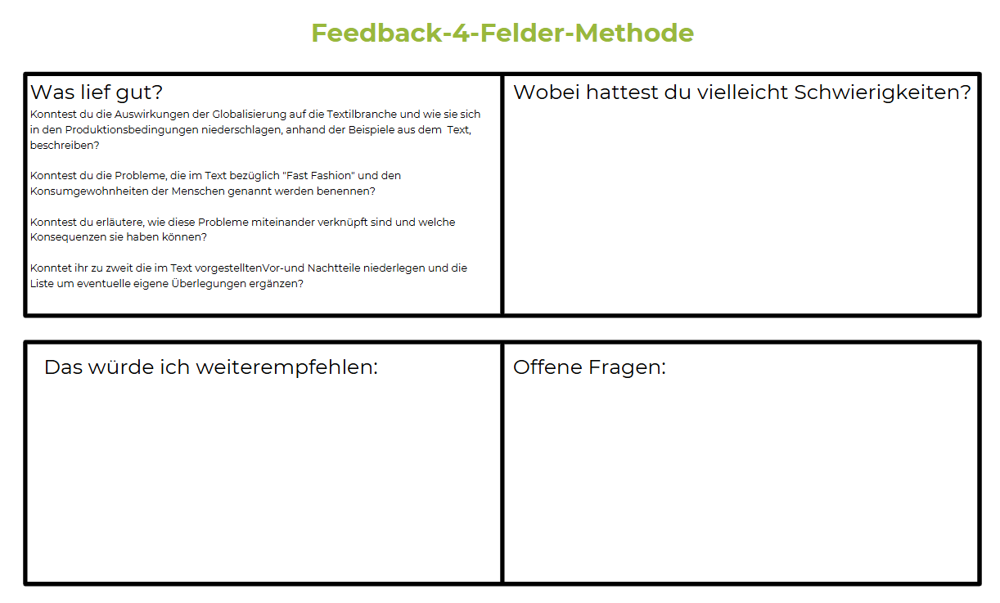 Feedback-4-Felder-Methode
Was lief gut?
Konntest du die Auswirkungen der Globalisierung auf die Textilbranche und wie sie sich
in den Produktionsbedingungen niederschlagen, anhand der Beispiele aus dem Text,
beschreiben?
Konntest du die Probleme, die im Text bezüglich "Fast Fashion" und den
Konsumgewohnheiten der Menschen genannt werden benennen?
Konntest du erläutere, wie diese Probleme miteinander verknüpft sind und welche
Konsequenzen sie haben können?
Konntet ihr zu zweit die im Text vorgestelltenVor-und Nachtteile niederlegen und die
Liste um eventuelle eigene Überlegungen ergänzen?
Wobei hattest du vielleicht Schwierigkeiten?
Das würde ich weiterempfehlen:
Offene Fragen: